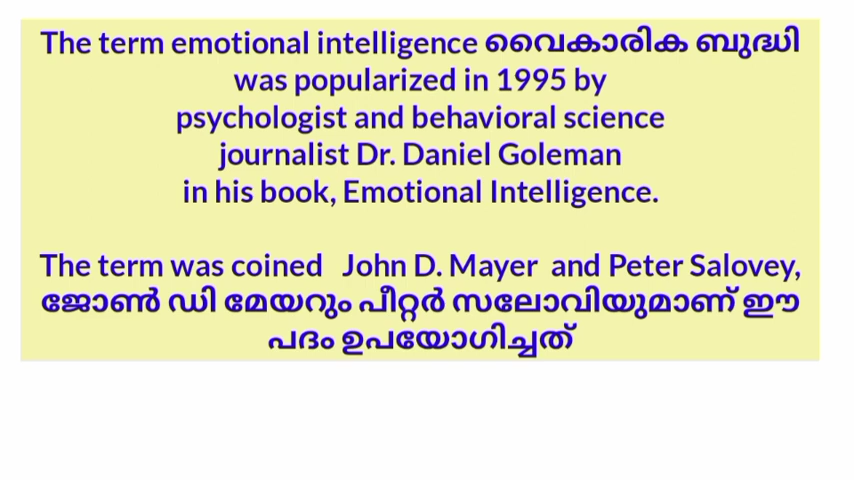 The term emotional intelligence വൈകാരിക ബുദ്ധി
was popularized in 1995 by
psychologist and behavioral science
journalist Dr. Daniel Goleman
in his book, Emotional Intelligence.
The term was coined John D. Mayer and Peter Salovey,
ജോൺ ഡി മേയറും പീറ്റർ സലോവിയുമാണ് ഈ
പദം ഉപയോഗിച്ചത്